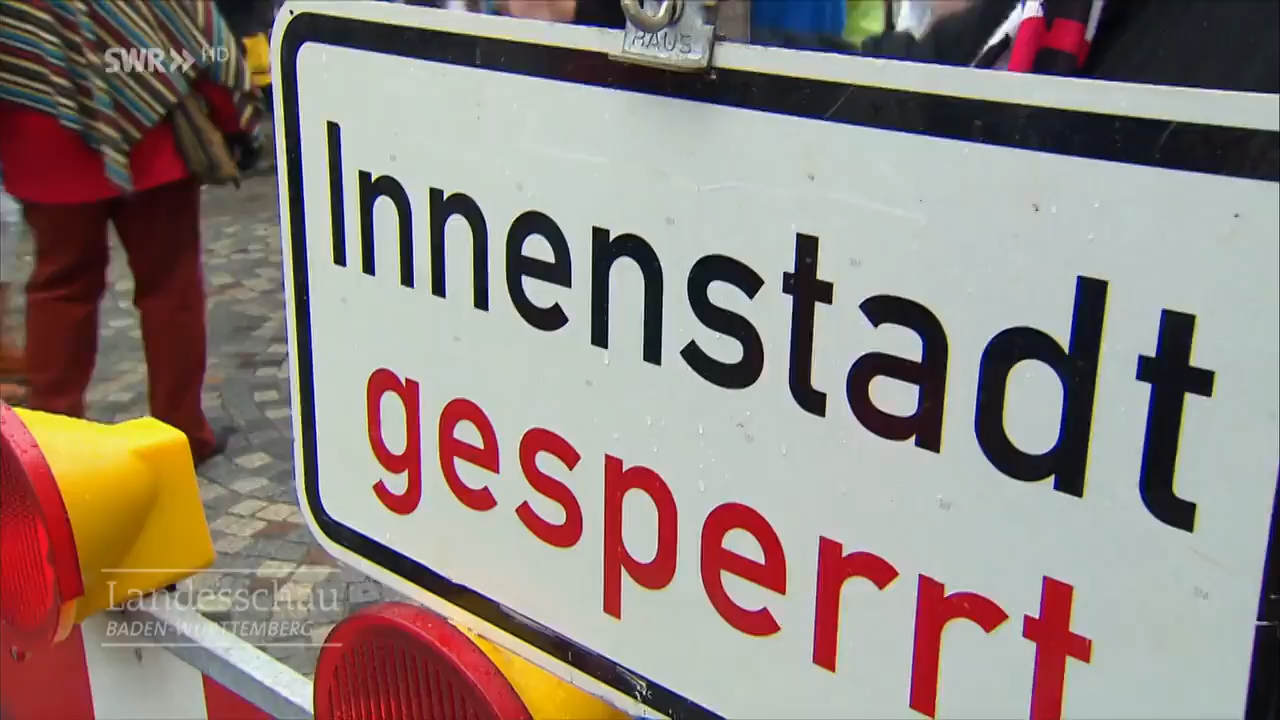 SWR» HD
HAUS
Innenstadt
gesperrt
Landesschau
BADEN-WÜRTTEMBERG